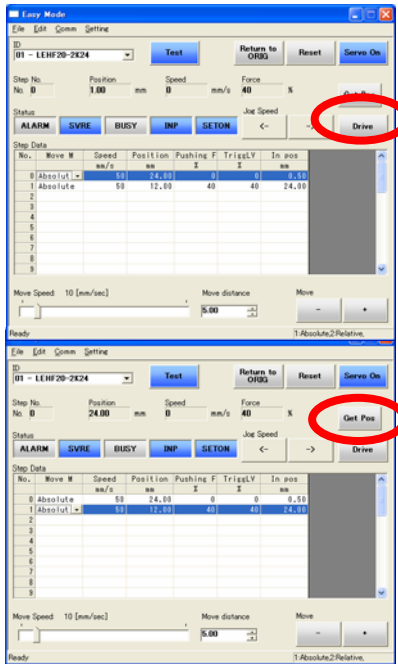 Easy Mode
File Edit Comm Setting
ID
01 - LEHF20-2K24 Test Return to ORIG Reset Servo On
Step No. Position Speed Force
No. 0 1.00 mm 0 mm/s 40 %
Get Pos
Status Jog Speed
ALARM SVRE BUSY INP SETON <- -> Drive
Step Data
No. Move M Speed Position Pushing F TriggLV In pos
mm/s mm % % mm
0 Absolut 50 24.00 0 0 0.50
1 Absolute 50 12.00 40 40 24.00
2
3
4
5
6
7
8
9
Move Speed 10 [mm/sec] Move distance Move
5.00 - +
Ready 1:Absolute,2:Relative,
File Edit Comm Setting
ID
01 - LEHF20-2K24 Test Return to ORIG Reset Servo On
Step No. Position Speed Force
No. 0 24.00 mm 0 mm/s 40 %
Get Pos
Status Jog Speed
ALARM SVRE BUSY INP SETON <- -> Drive
Step Data
No. Move M Speed Position Pushing F TriggLV In pos
mm/s mm % % mm
0 Absolute 50 24.00 0 0 0.50
1 Absolut 50 12.00 40 40 24.00
2
3
4
5
6
7
8
9
Move Speed 10 [mm/sec] Move distance Move
5.00 - +
Ready 1:Absolute,2:Relative,